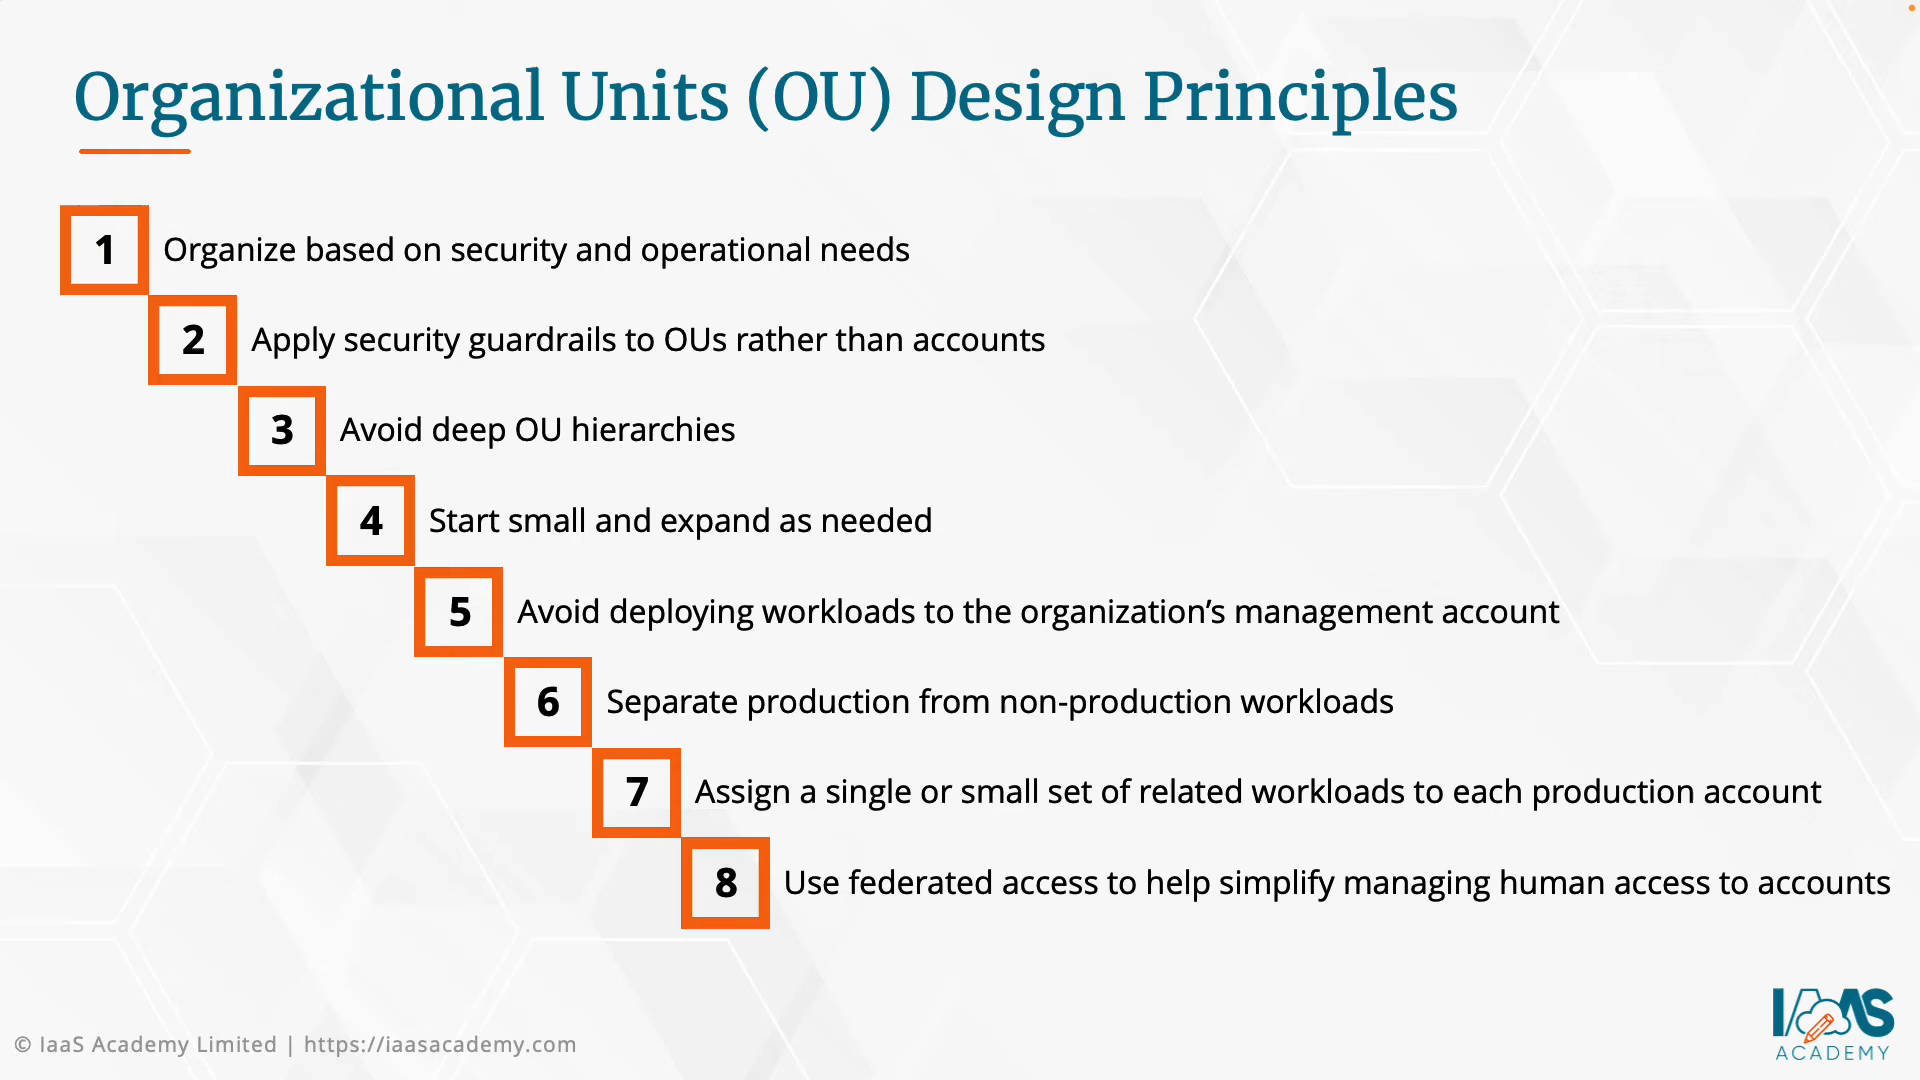 Organizational Units (OU) Design Principles
1 Organize based on security and operational needs
2 Apply security guardrails to OUs rather than accounts
3 Avoid deep OU hierarchies
4 Start small and expand as needed
5 Avoid deploying workloads to the organization’s management account
6 Separate production from non-production workloads
7 Assign a single or small set of related workloads to each production account
8 Use federated access to help simplify managing human access to accounts
© IaaS Academy Limited | https://iaasacademy.com
IAAS
ACADEMY